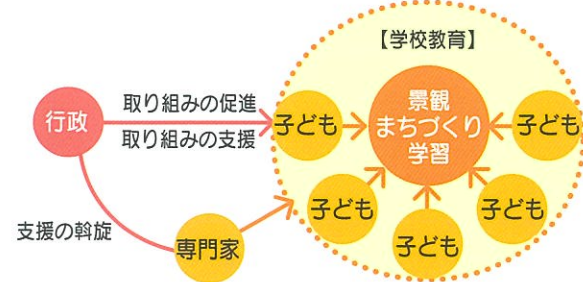 【学校教育】
行政
取り組みの促進
取り組みの支援
子ども
景観
まちづくり
学習
子ども
子ども
子ども
子ども
支援の斡旋
専門家